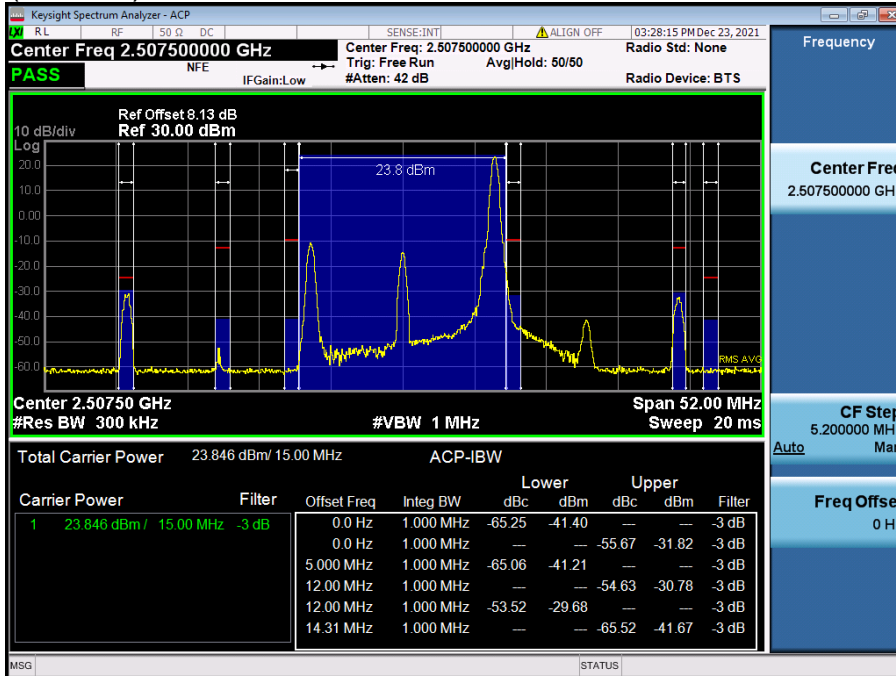 Keysight Spectrum Analyzer - ACP
LXI RL RF 50 Ω DC SENSE:INT ALIGN OFF 03:28:15 PM Dec 23, 2021
Center Freq 2.507500000 GHz
Center Freq: 2.507500000 GHz Radio Std: None
NFE Trig: Free Run Avg|Hold: 50/50
PASS IFGain:Low #Atten: 42 dB Radio Device: BTS
Ref Offset 8.13 dB
10 dB/div Ref 30.00 dBm
Log
23.8 dBm
20.0
10.0
0.00
-10.0
-20.0
-30.0
-40.0
-50.0
-60.0
RMS AVG
Center 2.50750 GHz Span 52.00 MHz
#Res BW 300 kHz #VBW 1 MHz Sweep 20 ms
Total Carrier Power 23.846 dBm/ 15.00 MHz ACP-IBW
Lower Upper
Carrier Power Filter Offset Freq Integ BW dBc dBm dBc dBm Filter
1 23.846 dBm / 15.00 MHz -3 dB 0.0 Hz 1.000 MHz -65.25 -41.40 --- --- -3 dB
0.0 Hz 1.000 MHz --- --- -55.67 -31.82 -3 dB
5.000 MHz 1.000 MHz -65.06 -41.21 --- --- -3 dB
12.00 MHz 1.000 MHz --- --- -54.63 -30.78 -3 dB
12.00 MHz 1.000 MHz -53.52 -29.68 --- --- -3 dB
14.31 MHz 1.000 MHz --- --- -65.52 -41.67 -3 dB
MSG STATUS
Frequency
Center Fre
2.507500000 GH
CF Ste
5.200000 MH
Auto Ma
Freq Offse
0 H